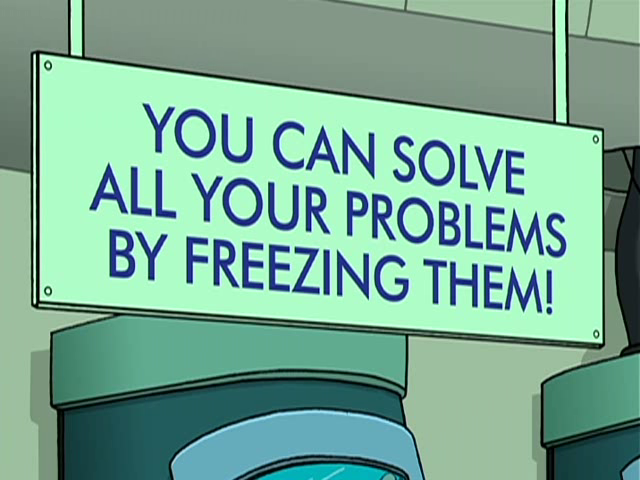 YOU CAN SOLVE
ALL YOUR PROBLEMS
BY FREEZING THEM!